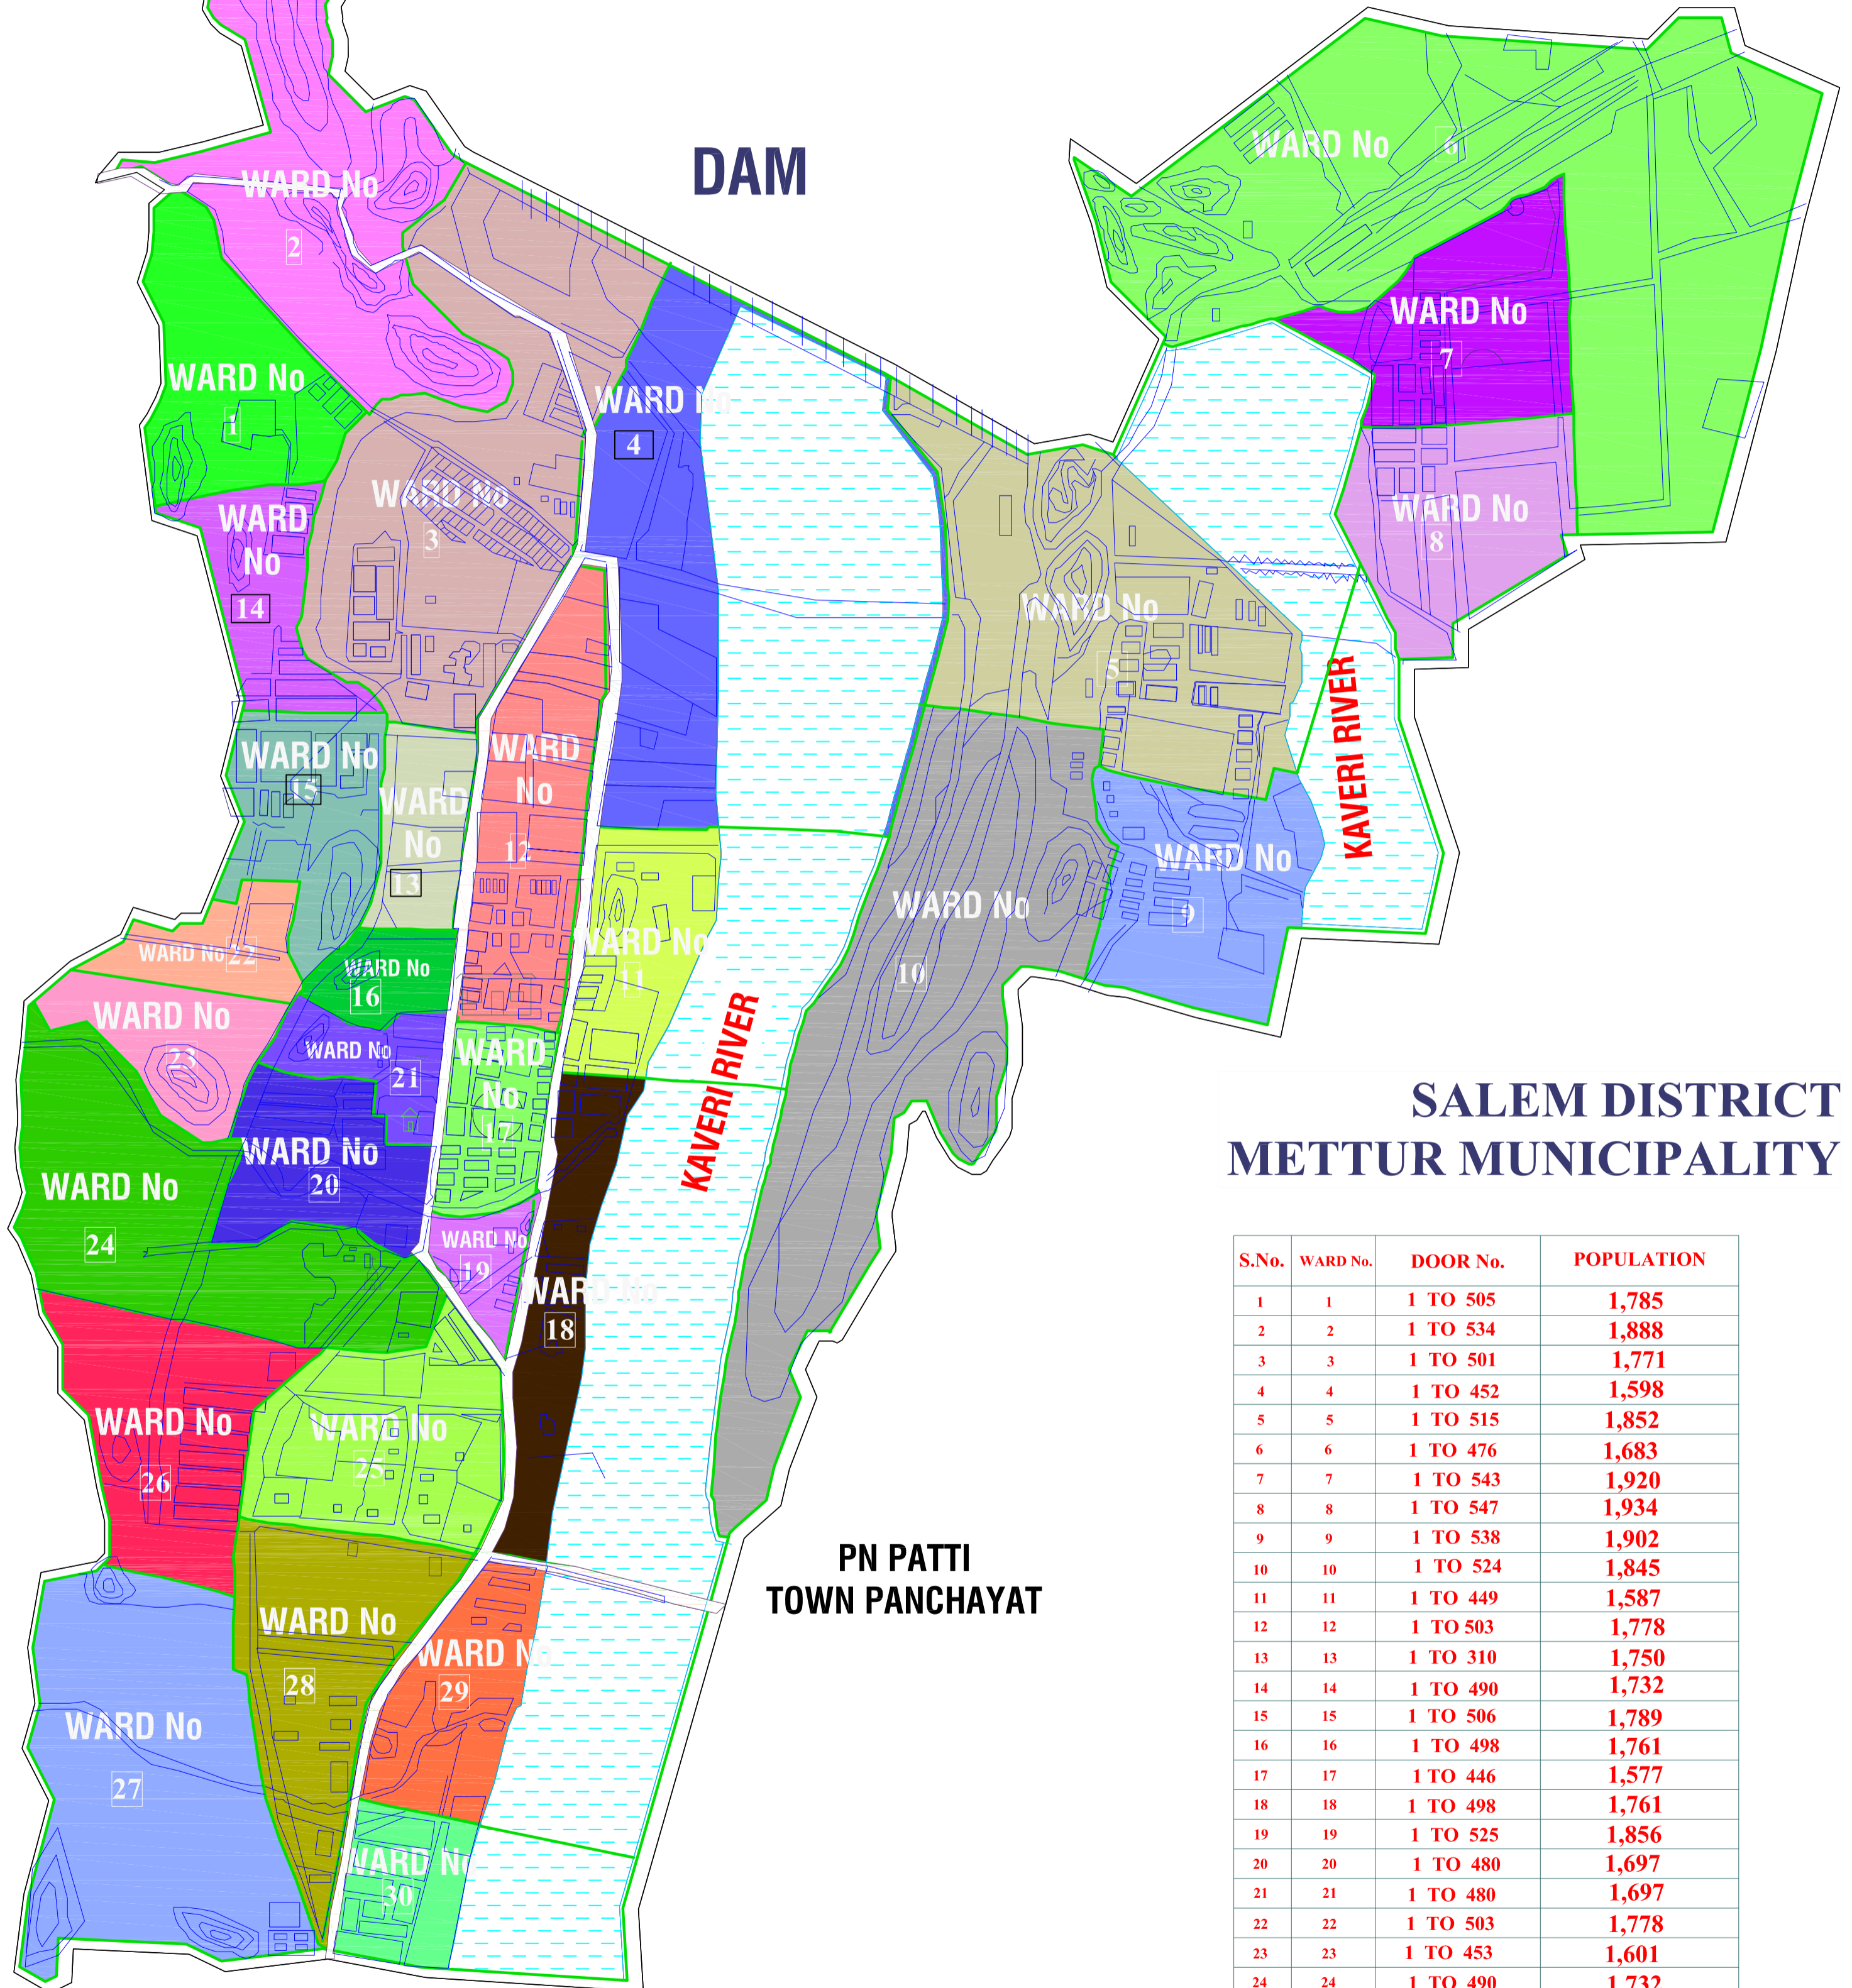 DAM
WARD No
6
WARD No
2
WARD No
7
WARD No
1
WARD No
4
WARD No
3
WARD No
8
WARD
No
14
WARD No
5
KAVERI RIVER
WARD No
15
WARD
No
12
WARD
No
13
WARD No
9
WARD No
10
WARD No
11
WARD No 22
WARD No
16
WARD No
23
WARD No
21
WARD
No
17
KAVERI RIVER
WARD No
20
WARD No
24
WARD No
19
WARD No
18
WARD No
26
WARD No
25
PN PATTI
TOWN PANCHAYAT
WARD No
28
WARD No
29
WARD No
27
WARD No
30
SALEM DISTRICT
METTUR MUNICIPALITY
S.No. WARD No. DOOR No. POPULATION
1 1 1 TO 505 1,785
2 2 1 TO 534 1,888
3 3 1 TO 501 1,771
4 4 1 TO 452 1,598
5 5 1 TO 515 1,852
6 6 1 TO 476 1,683
7 7 1 TO 543 1,920
8 8 1 TO 547 1,934
9 9 1 TO 538 1,902
10 10 1 TO 524 1,845
11 11 1 TO 449 1,587
12 12 1 TO 503 1,778
13 13 1 TO 310 1,750
14 14 1 TO 490 1,732
15 15 1 TO 506 1,789
16 16 1 TO 498 1,761
17 17 1 TO 446 1,577
18 18 1 TO 498 1,761
19 19 1 TO 525 1,856
20 20 1 TO 480 1,697
21 21 1 TO 480 1,697
22 22 1 TO 503 1,778
23 23 1 TO 453 1,601
24 24 1 TO 490 1,732